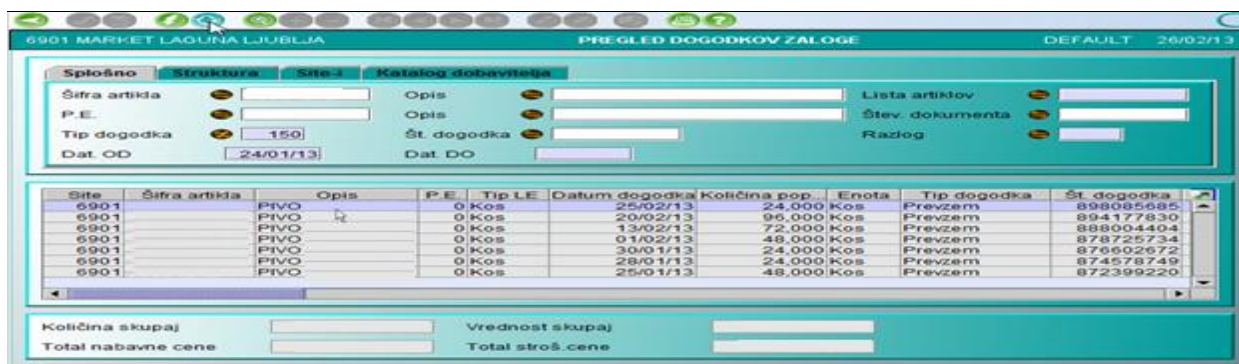 6901 MARKET LAGUNA LJUBLJA PREGLED DOGODKOV ZALOGE DEFAULT 26/02/13
Splošno Struktura Site-i Katalog dobavitelja
Šifra artikla Opis Lista artiklov
P.E. Opis Štev. dokumenta
Tip dogodka 150 Št. dogodka Razlog
Dat. OD 24/01/13 Dat. DO
Site Šifra artikla Opis P.E. Tip LE Datum dogodka Količina pop... Enota Tip dogodka Št. dogodka
6901 PIVO 0 Kos 25/02/13 24,000 Kos Prevzem 898085685
6901 PIVO 0 Kos 20/02/13 96,000 Kos Prevzem 894177830
6901 PIVO 0 Kos 13/02/13 72,000 Kos Prevzem 888004404
6901 PIVO 0 Kos 01/02/13 48,000 Kos Prevzem 878725734
6901 PIVO 0 Kos 30/01/13 24,000 Kos Prevzem 876602672
6901 PIVO 0 Kos 28/01/13 24,000 Kos Prevzem 874578749
6901 PIVO 0 Kos 25/01/13 48,000 Kos Prevzem 872399220
Količina skupaj Vrednost skupaj
Total nabavne cene Total stroš.cene